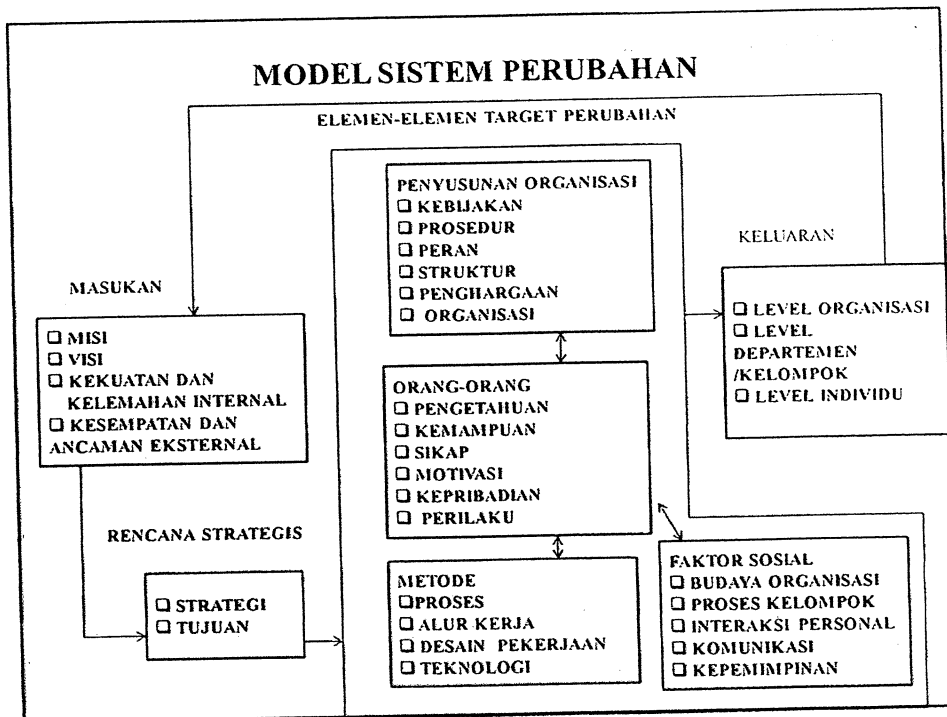 MODEL SISTEM PERUBAHAN
ELEMEN-ELEMEN TARGET PERUBAHAN
MASUKAN
❑ MISI
❑ VISI
❑ KEKUATAN DAN
KELEMAHAN INTERNAL
❑ KESEMPATAN DAN
ANCAMAN EKSTERNAL
RENCANA STRATEGIS
❑ STRATEGI
❑ TUJUAN
PENYUSUNAN ORGANISASI
❑ KEBIJAKAN
❑ PROSEDUR
❑ PERAN
❑ STRUKTUR
❑ PENGHARGAAN
❑ ORGANISASI
ORANG-ORANG
❑ PENGETAHUAN
❑ KEMAMPUAN
❑ SIKAP
❑ MOTIVASI
❑ KEPRIBADIAN
❑ PERILAKU
METODE
❑PROSES
❑ ALUR KERJA
❑ DESAIN PEKERJAAN
❑ TEKNOLOGI
FAKTOR SOSIAL
❑ BUDAYA ORGANISASI
❑ PROSES KELOMPOK
❑ INTERAKSI PERSONAL
❑ KOMUNIKASI
❑ KEPEMIMPINAN
KELUARAN
❑ LEVEL ORGANISASI
❑ LEVEL
DEPARTEMEN
/KELOMPOK
❑ LEVEL INDIVIDU